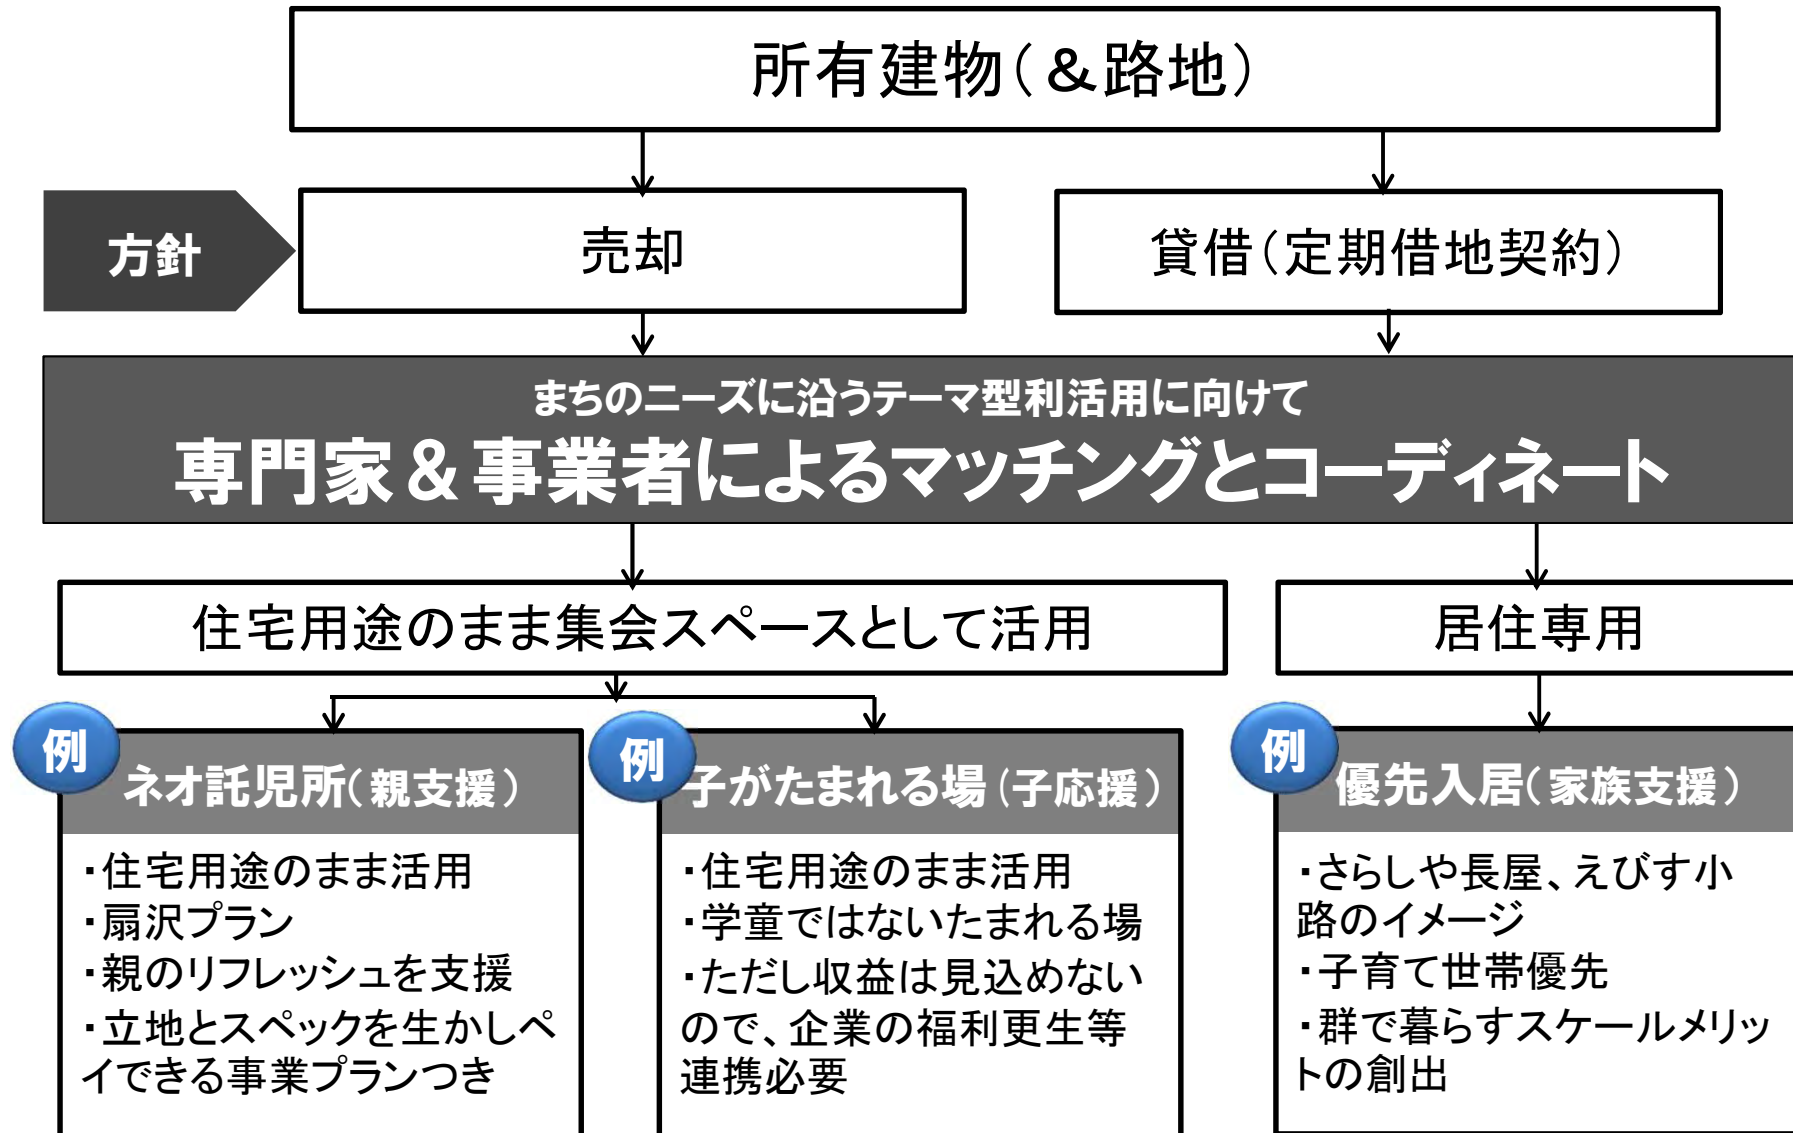 所有建物(＆路地)
方針
売却
貸借(定期借地契約)
まちのニーズに沿うテーマ型利活用に向けて
専門家＆事業者によるマッチングとコーディネート
住宅用途のまま集会スペースとして活用
居住専用
例
ネオ託児所(親支援)
・住宅用途のまま活用
・扇沢プラン
・親のリフレッシュを支援
・立地とスペックを生かしペ
イできる事業プランつき
例
子がたまれる場(子応援)
・住宅用途のまま活用
・学童ではないたまれる場
・ただし収益は見込めない
ので、企業の福利更生等
連携必要
例
優先入居(家族支援)
・さらしや長屋、えびす小
路のイメージ
・子育て世帯優先
・群で暮らすスケールメリッ
トの創出